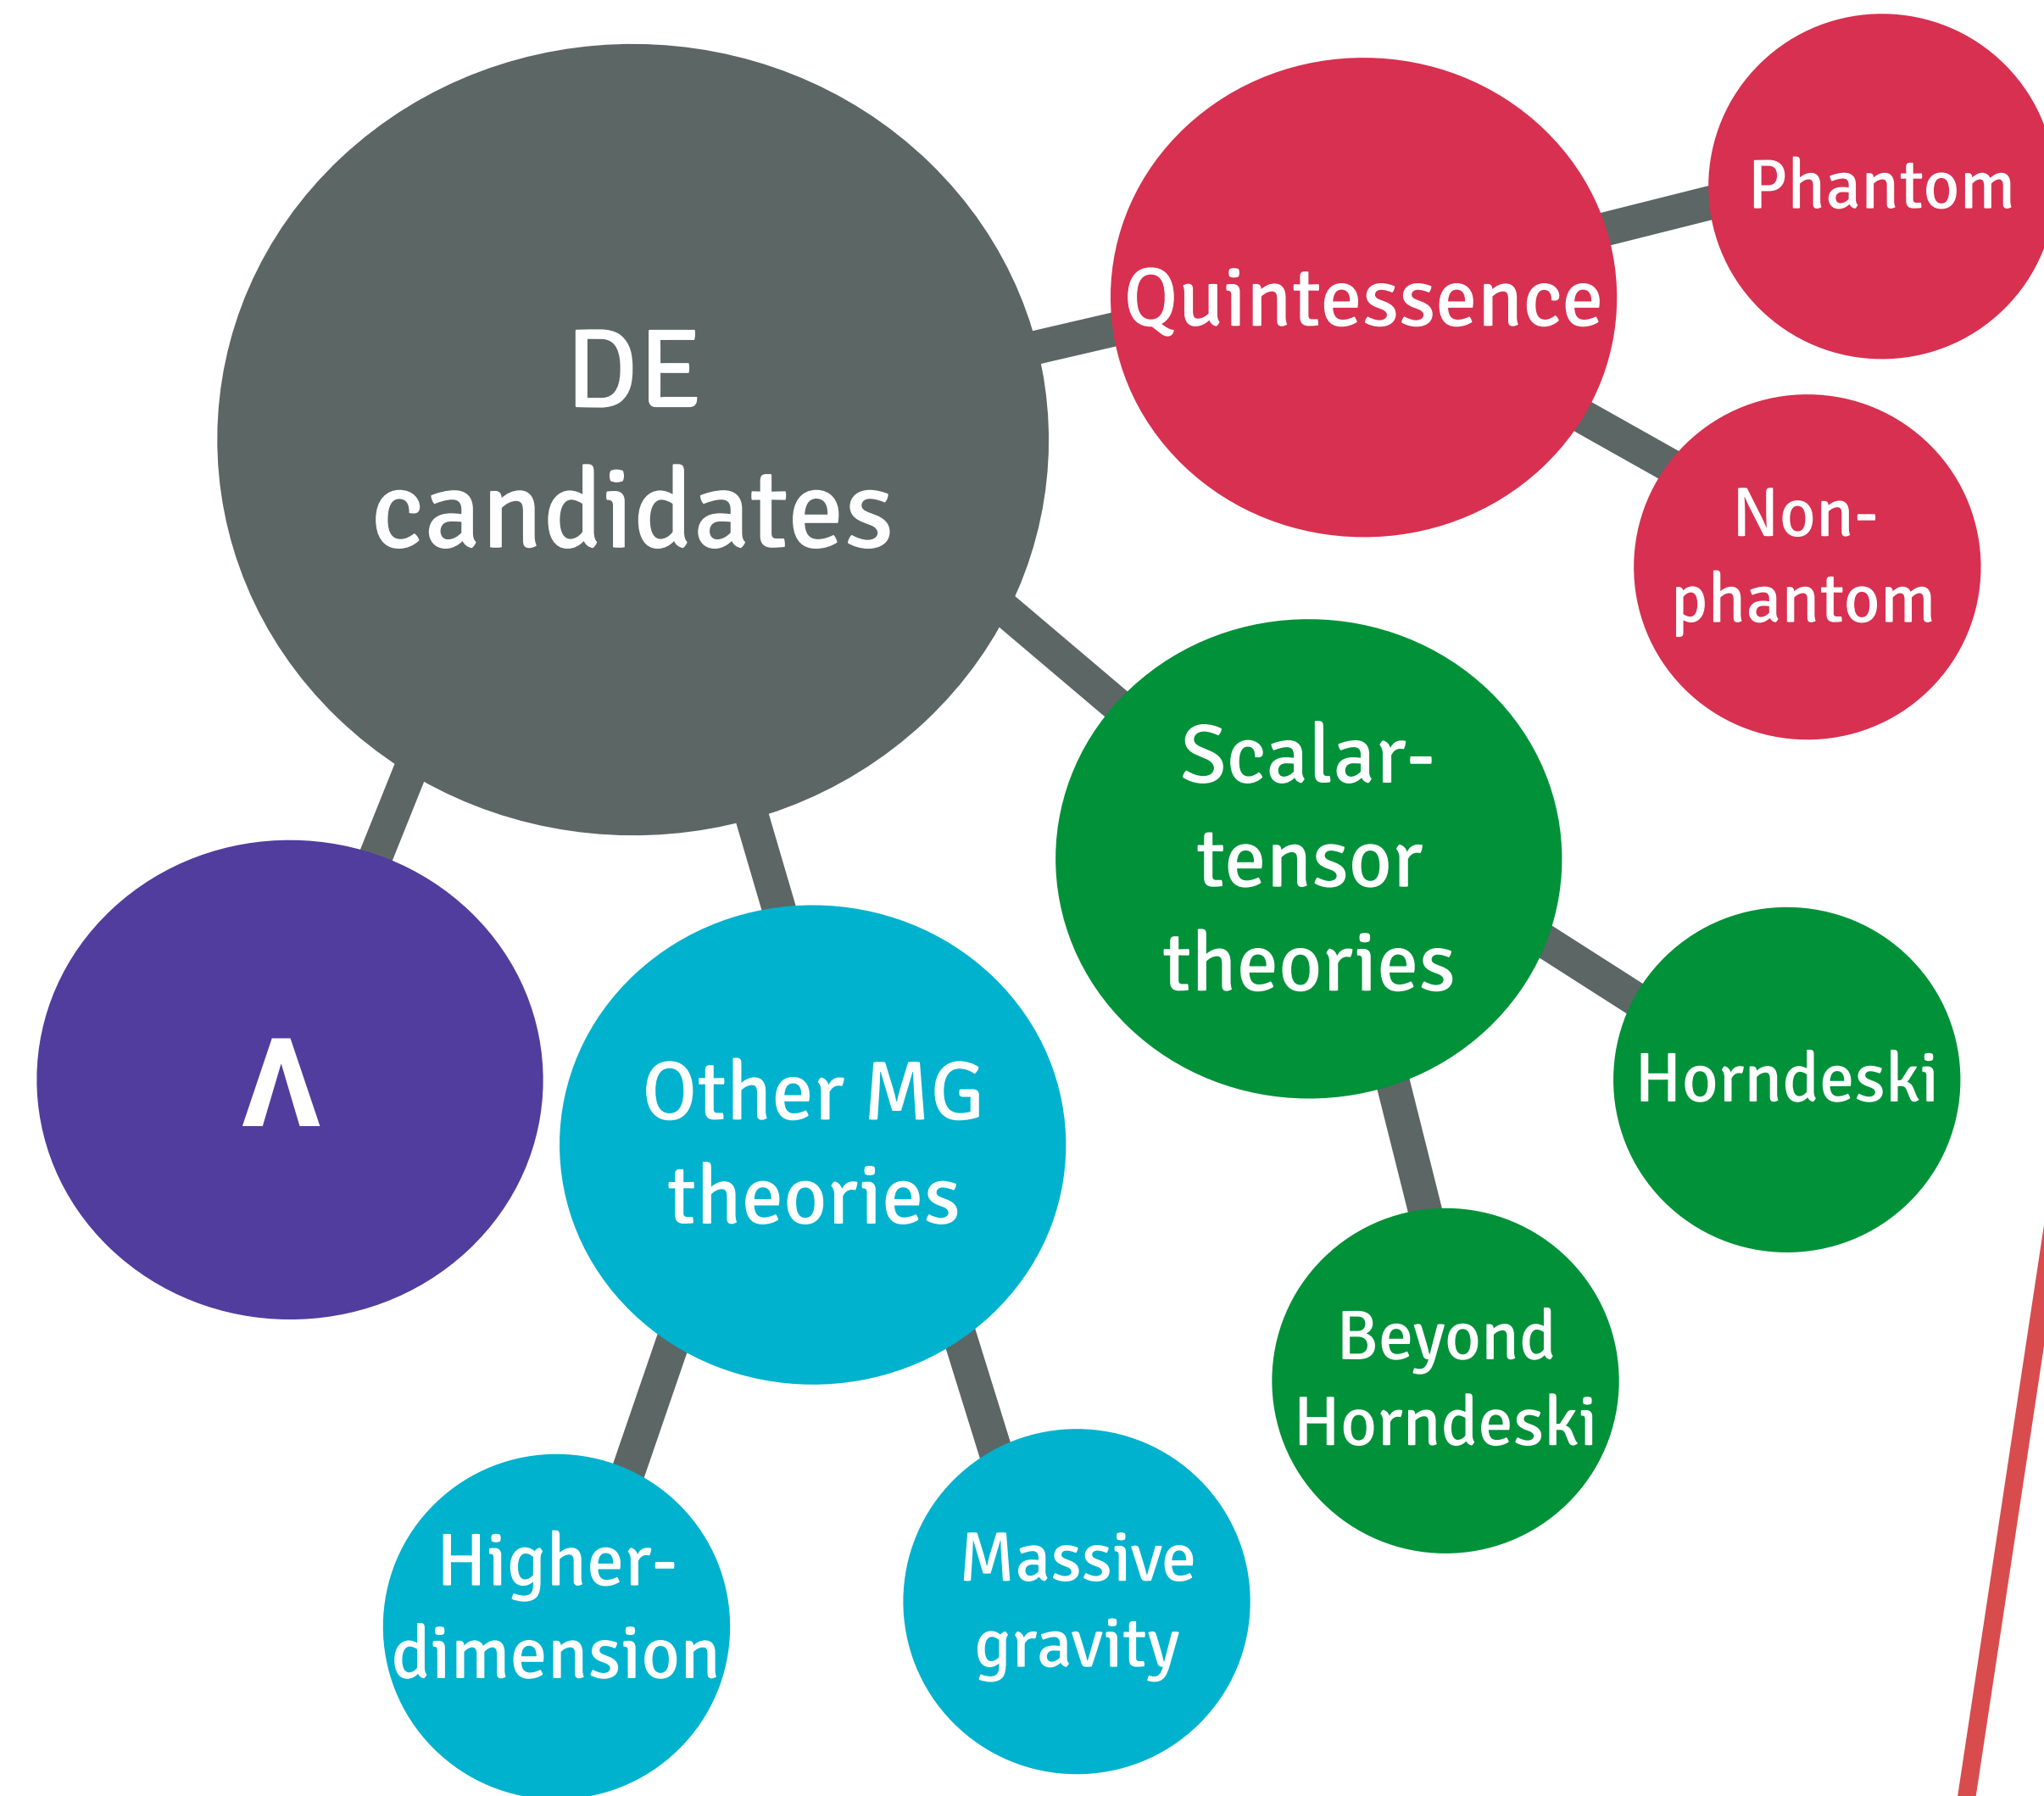 DE
candidates
Quintessence
Phantom
Non-
phantom
Scalar-
tensor
theories
Horndeski
Beyond
Horndeski
Λ
Other MG
theories
Higher-
dimension
Massive
gravity